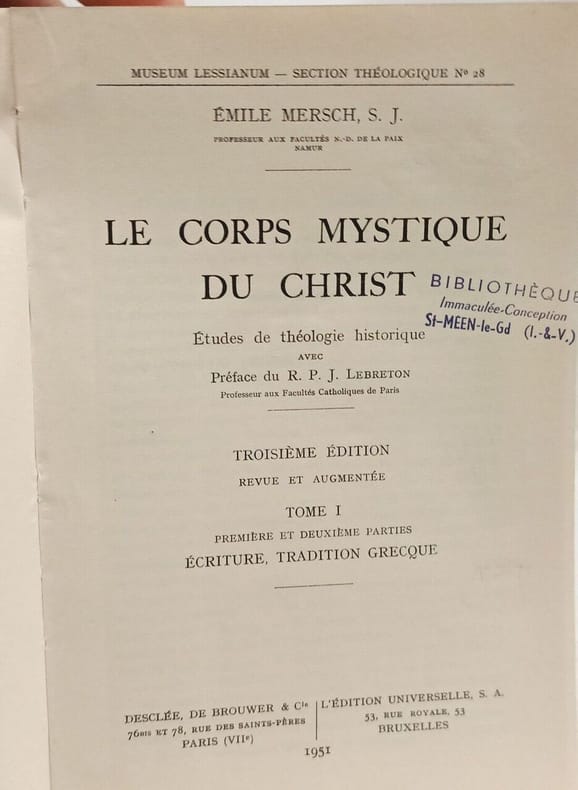 MUSEUM LESSIANUM — SECTION THÉOLOGIQUE Nº 28
ÉMILE MERSCH, S. J.
PROFESSEUR AUX FACULTÉS N.-D. DE LA PAIX
NAMUR
LE CORPS MYSTIQUE
DU CHRIST
BIBLIOTHÈQUE
Immaculée-Conception
St-MEEN-le-Gd (I.-&-V.)
Études de théologie historique
AVEC
Préface du R. P. J. LEBRETON
Professeur aux Facultés Catholiques de Paris
TROISIÈME ÉDITION
REVUE ET AUGMENTÉE
TOME I
PREMIÈRE ET DEUXIÈME PARTIES
ÉCRITURE, TRADITION GRECQUE
DESCLÉE, DE BROUWER & Cie
76BIS ET 78, RUE DES SAINTS-PÈRES
PARIS (VIIe)
L'ÉDITION UNIVERSELLE, S. A.
53, RUE ROYALE, 53
BRUXELLES
1951